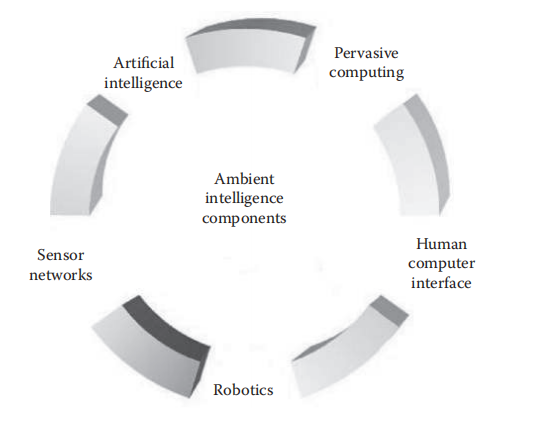 Artificial
intelligence
Pervasive
computing
Ambient
intelligence
components
Sensor
networks
Human
computer
interface
Robotics